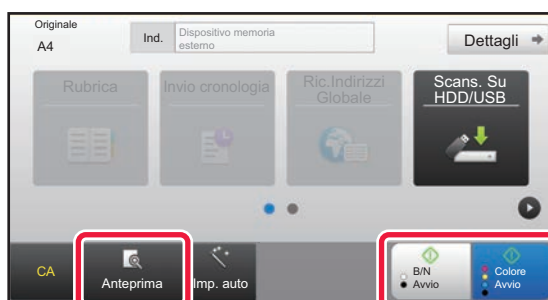 Originale
A4
Ind.
Dispositivo memoria
esterno
Dettagli
Rubrica
Invio cronologia
Ric.Indirizzi
Globale
Scans. Su
HDD/USB
CA
Anteprima
Imp. auto
B/N
Avvio
Colore
Avvio